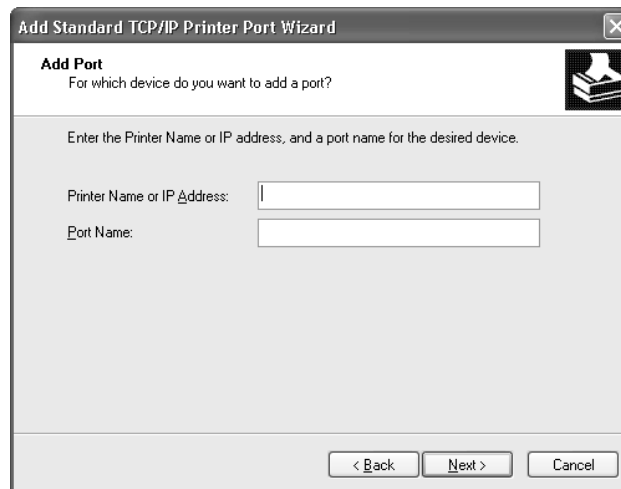 Add Standard TCP/IP Printer Port Wizard
Add Port
For which device do you want to add a port?
Enter the Printer Name or IP address, and a port name for the desired device.
Printer Name or IP Address:
Port Name:
< Back Next > Cancel